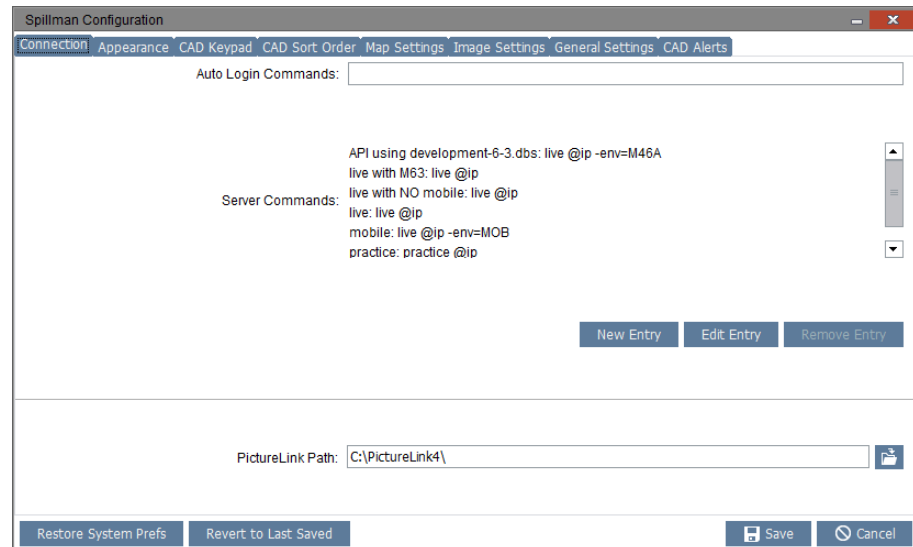 Spillman Configuration
Connection Appearance CAD Keypad CAD Sort Order Map Settings Image Settings General Settings CAD Alerts
Auto Login Commands:
API using development-6-3.dbs: live @ip -env=M46A
live with M63: live @ip
Server Commands: live with NO mobile: live @ip
live: live @ip
mobile: live @ip -env=MOB
practice: practice @ip
New Entry Edit Entry Remove Entry
PictureLink Path: C:\PictureLink4\
Restore System Prefs Revert to Last Saved Save Cancel